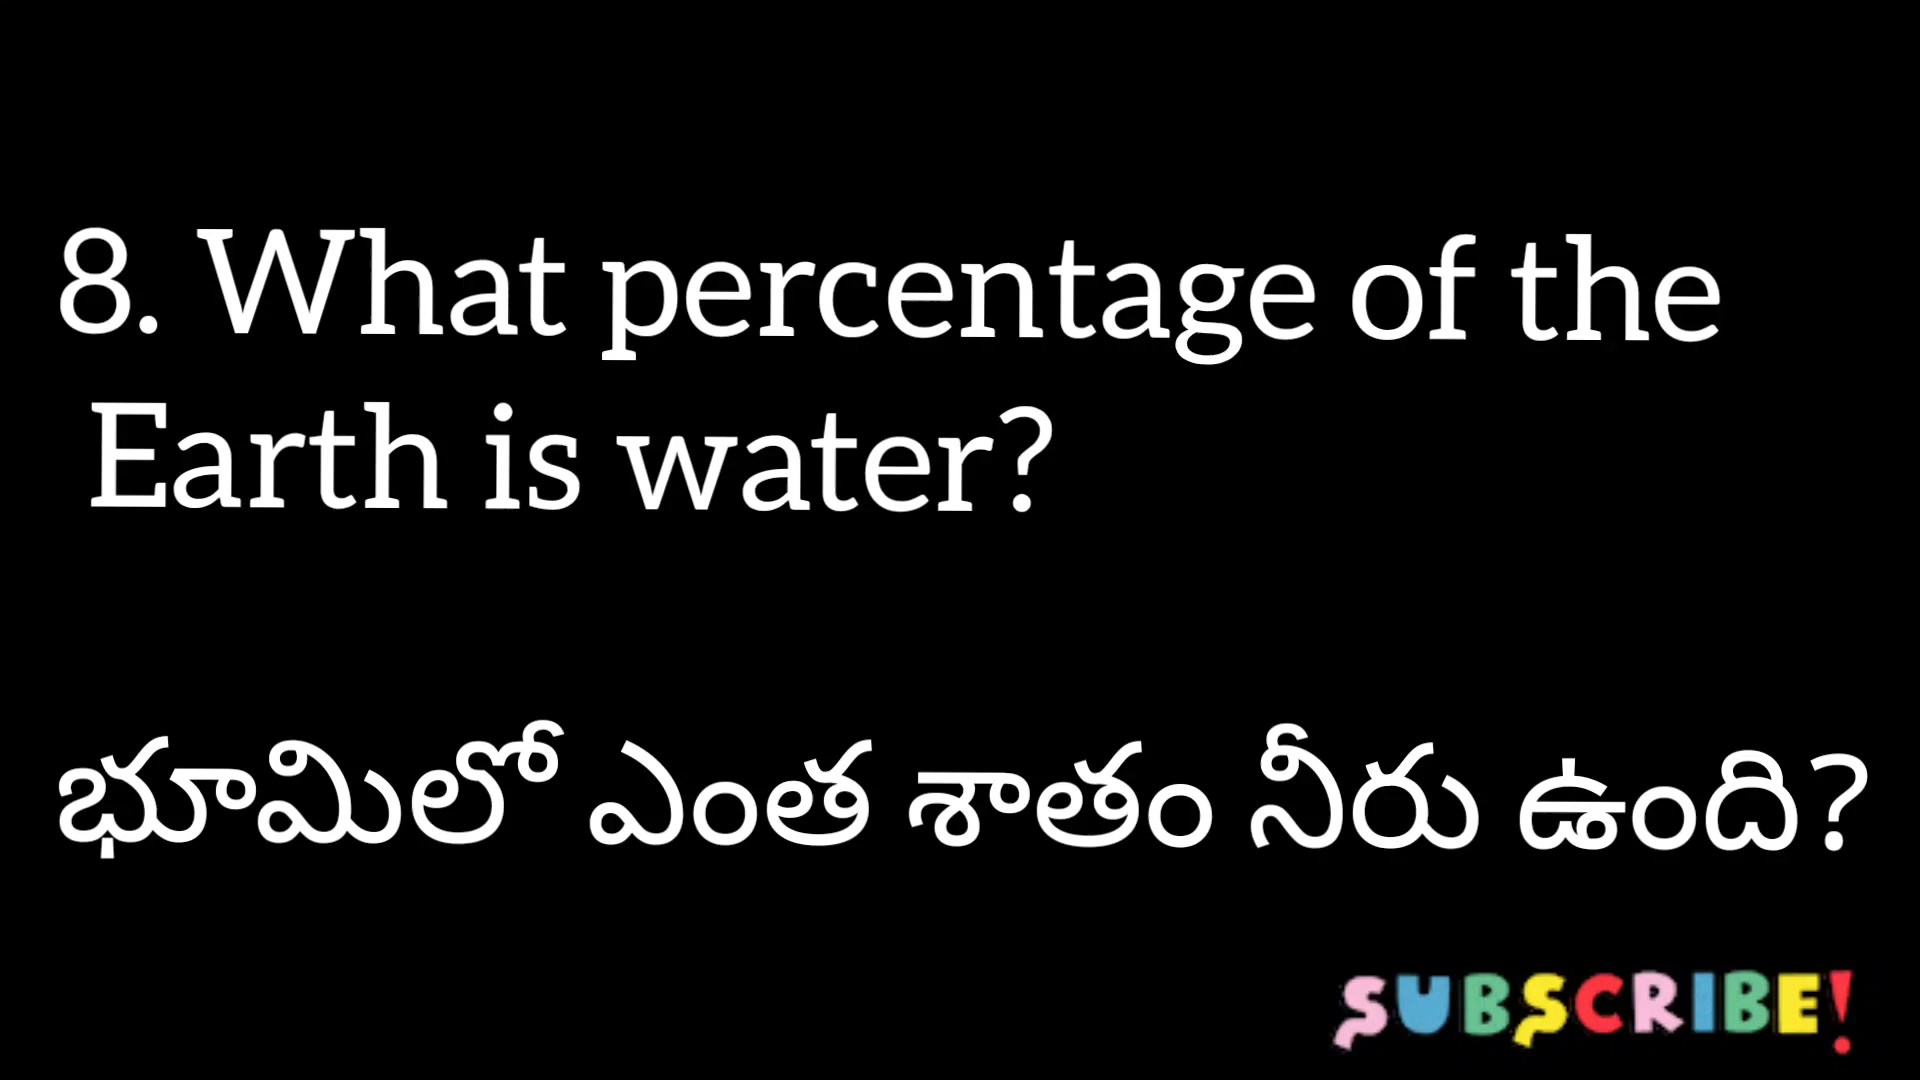 8. What percentage of the
Earth is water?
భూమిలో ఎంత శాతం నీరు ఉంది?
SUBSCRIBE!